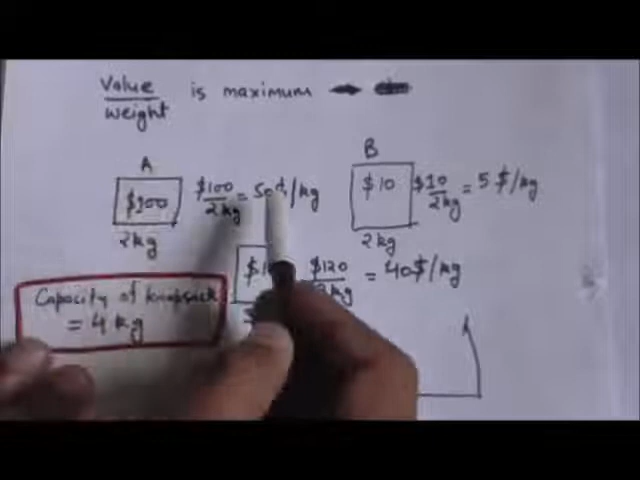 Value
weight
is maximum
A
B
$100
$100
2kg
= 50$/kg
2kg
$10
$10
2kg
= 5$/kg
2kg
$120
= 40$/kg
Capacity of knapsack
= 4 kg